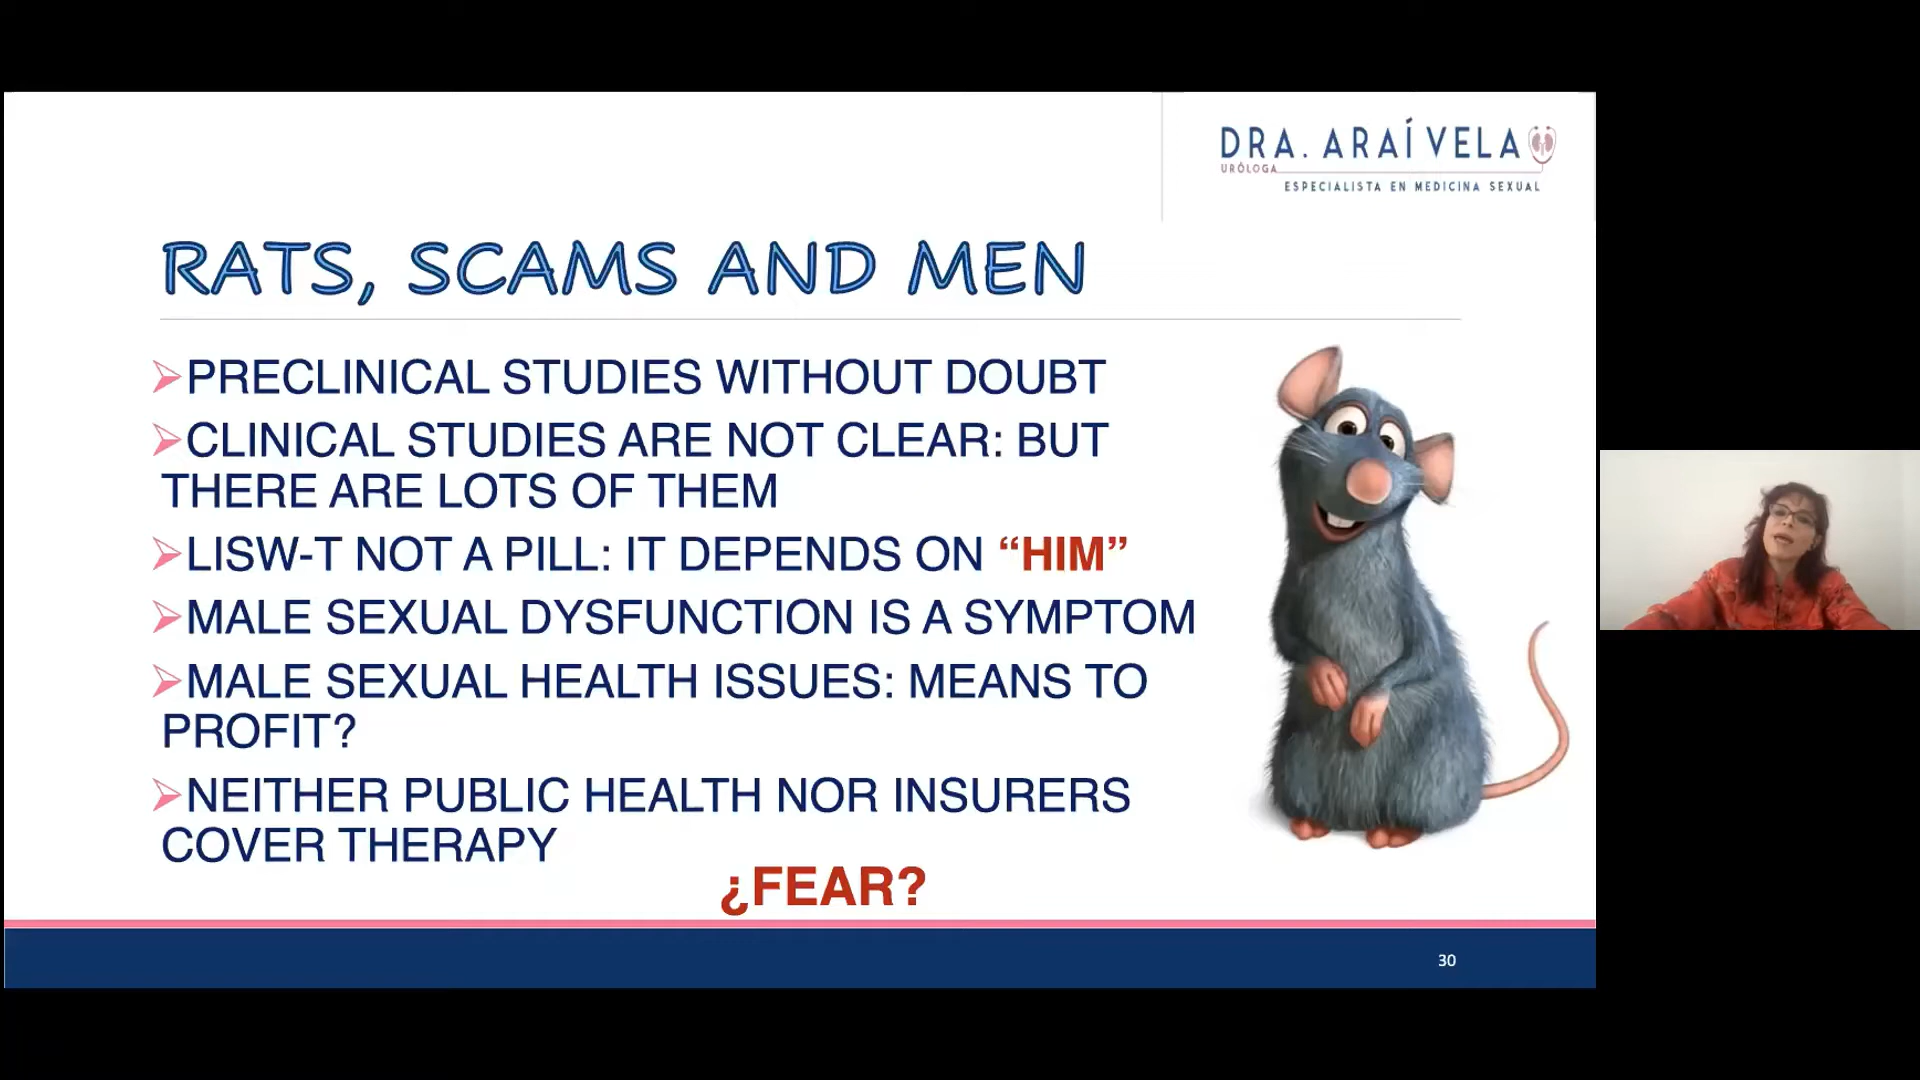 DRA. ARAÍ VELA
URÓLOGA
ESPECIALISTA EN MEDICINA SEXUAL
RATS, SCAMS AND MEN
PRECLINICAL STUDIES WITHOUT DOUBT
CLINICAL STUDIES ARE NOT CLEAR: BUT
THERE ARE LOTS OF THEM
LISW-T NOT A PILL: IT DEPENDS ON “HIM”
MALE SEXUAL DYSFUNCTION IS A SYMPTOM
MALE SEXUAL HEALTH ISSUES: MEANS TO
PROFIT?
NEITHER PUBLIC HEALTH NOR INSURERS
COVER THERAPY
¿FEAR?
30